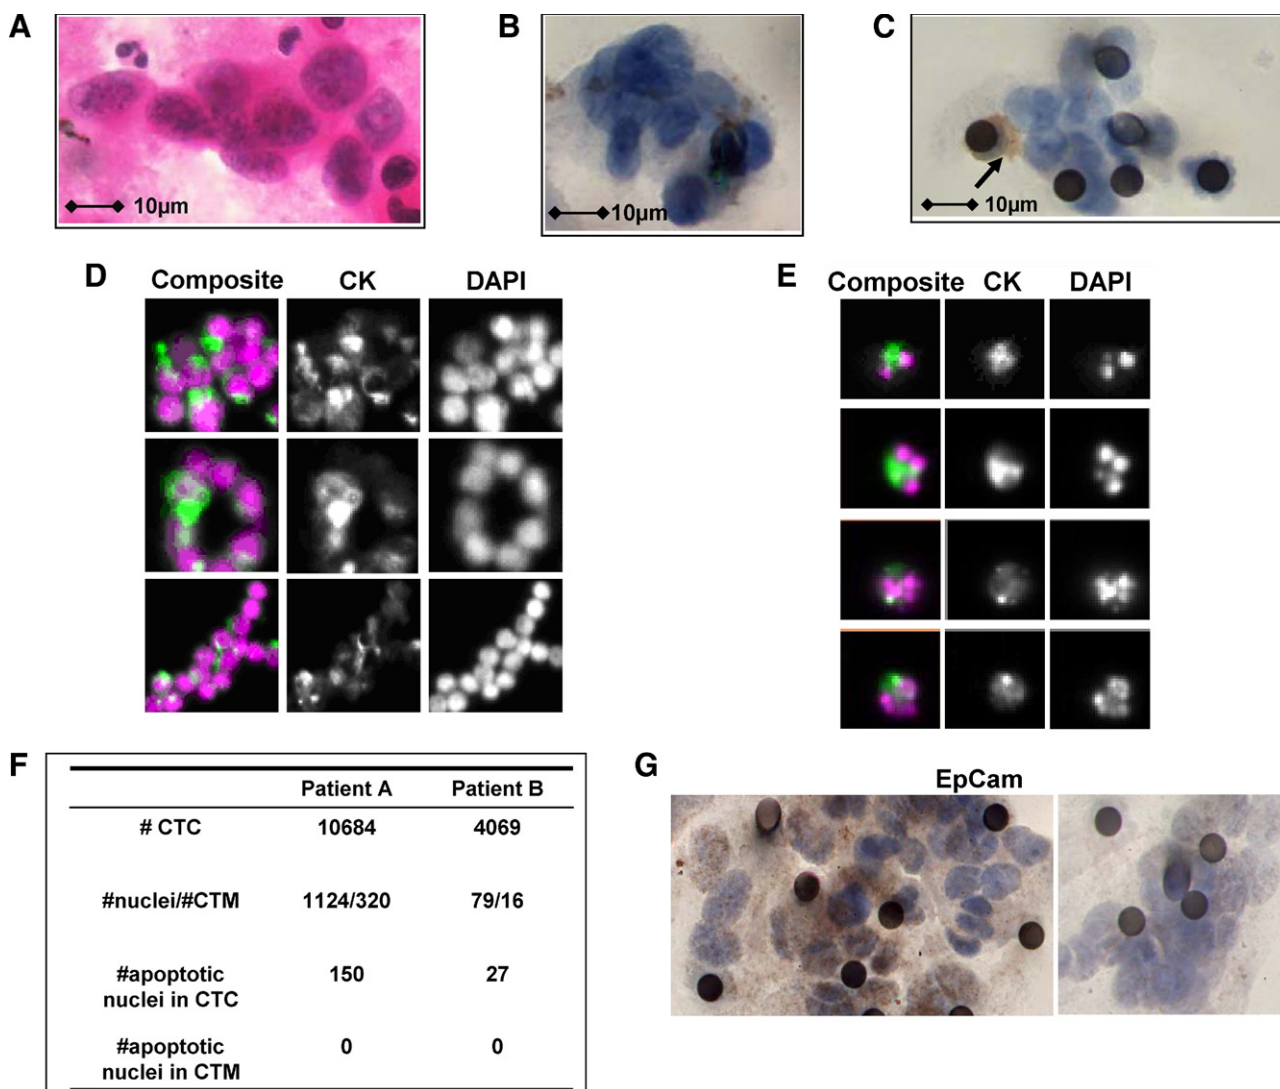 A
B
C
10µm
10µm
10µm
D
Composite
CK
DAPI
E
Composite
CK
DAPI
F
Patient A
Patient B
# CTC
10684
4069
#nuclei/#CTM
1124/320
79/16
#apoptotic
nuclei in CTC
150
27
#apoptotic
nuclei in CTM
0
0
G
EpCam